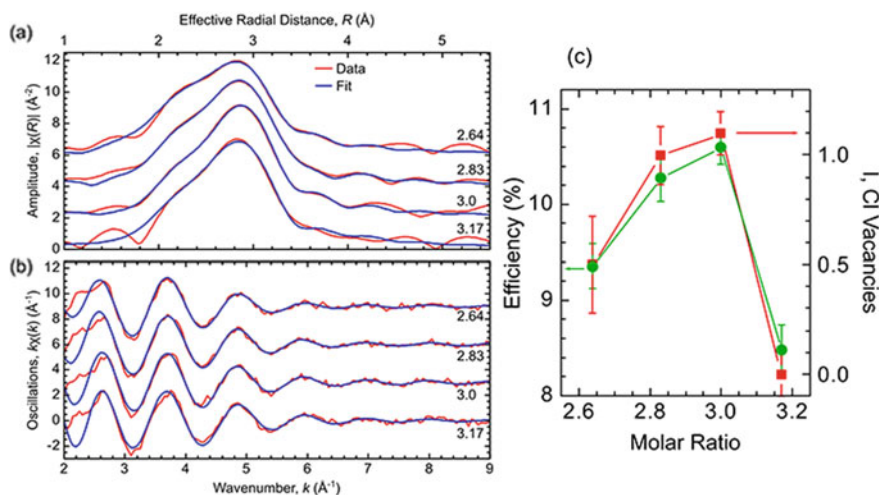 Effective Radial Distance, R (Å)
(a)
1 2 3 4 5
Amplitude, |χ(R)| (Å⁻²)
12
10
8
6
4
2
0
Data
Fit
2.64
2.83
3.0
3.17
(b)
Oscillations, kχ(k) (Å⁻¹)
12
10
8
6
4
2
0
-2
2.64
2.83
3.0
3.17
2 3 4 5 6 7 8 9
Wavenumber, k (Å⁻¹)
(c)
Efficiency (%)
11
10
9
8
1.0
0.5
0.0
I, Cl Vacancies
2.6 2.8 3.0 3.2
Molar Ratio